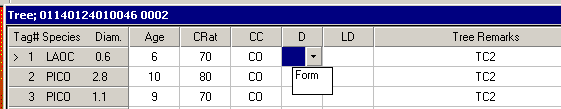 Tree; 01140124010046 0002
Tag# Species Diam. Age CRat CC D LD Tree Remarks
> 1 LAOC 0.6 6 70 CO TC2
2 PICO 2.8 10 80 CO TC2
Form
3 PICO 1.1 9 70 CO TC2